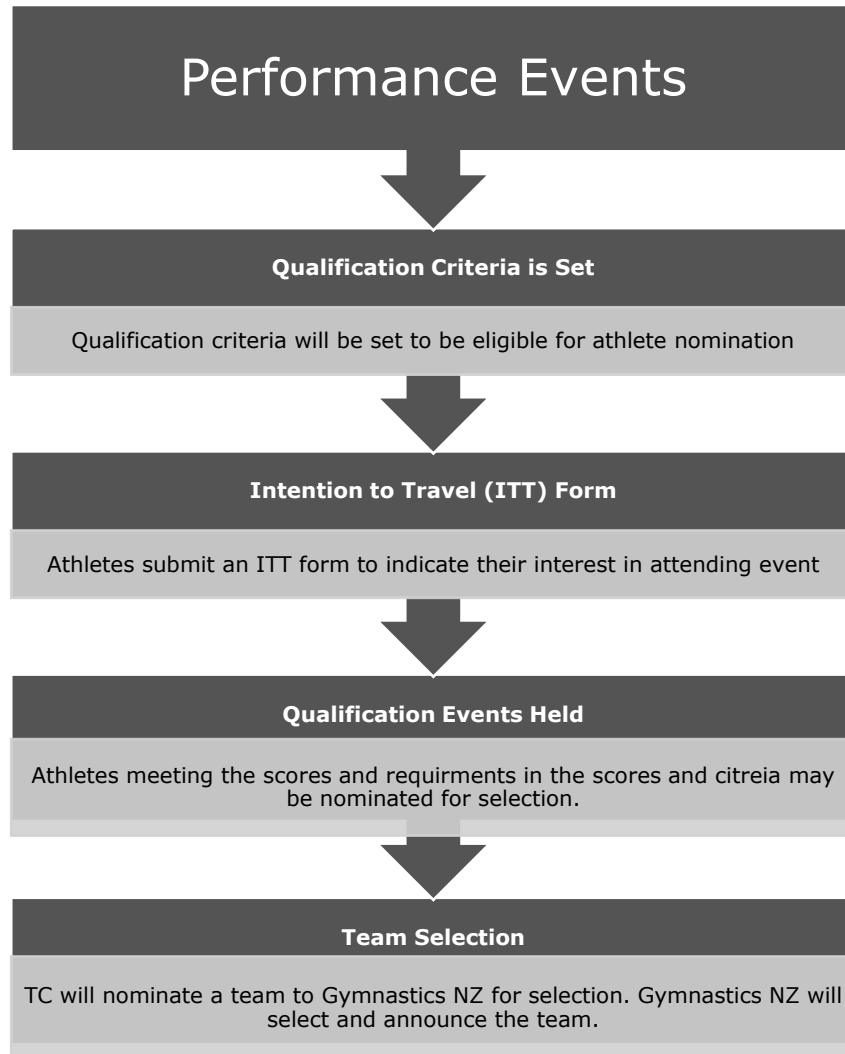 Performance Events
Qualification Criteria is Set
Qualification criteria will be set to be eligible for athlete nomination
Intention to Travel (ITT) Form
Athletes submit an ITT form to indicate their interest in attending event
Qualification Events Held
Athletes meeting the scores and requirments in the scores and citreia may
be nominated for selection.
Team Selection
TC will nominate a team to Gymnastics NZ for selection. Gymnastics NZ will
select and announce the team.